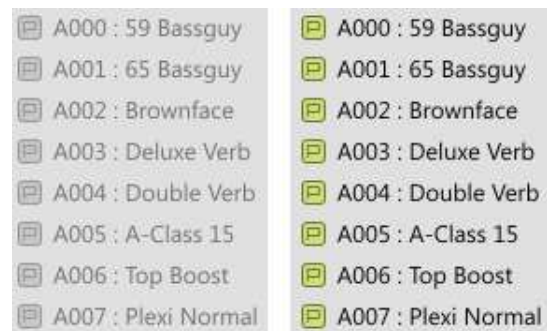 A000 : 59 Bassguy
A001 : 65 Bassguy
A002 : Brownface
A003 : Deluxe Verb
A004 : Double Verb
A005 : A-Class 15
A006 : Top Boost
A007 : Plexi Normal
A000 : 59 Bassguy
A001 : 65 Bassguy
A002 : Brownface
A003 : Deluxe Verb
A004 : Double Verb
A005 : A-Class 15
A006 : Top Boost
A007 : Plexi Normal